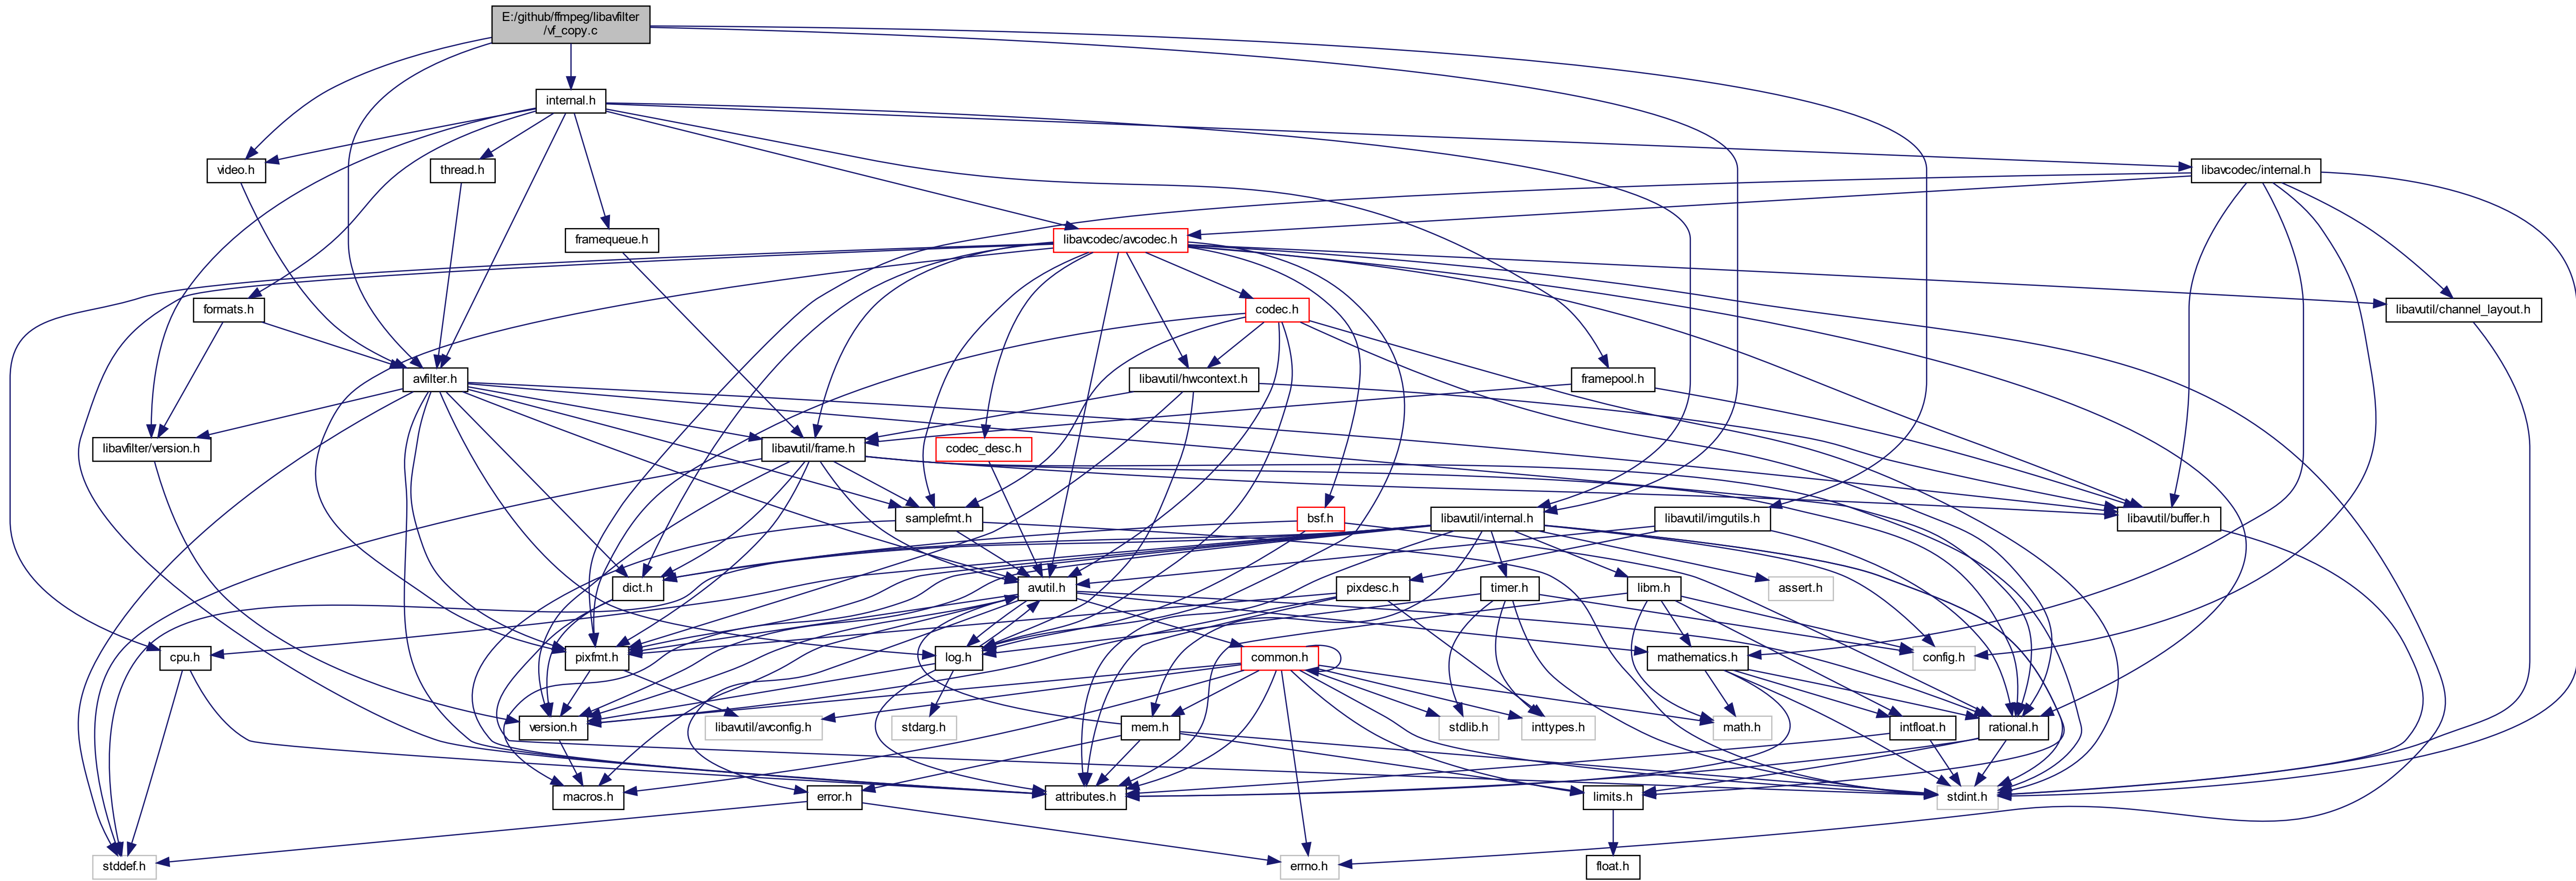 E:/github/ffmpeg/libavfilter
/vf_copy.c
internal.h
video.h
thread.h
libavcodec/internal.h
framequeue.h
libavcodec/avcodec.h
formats.h
codec.h
libavutil/channel_layout.h
avfilter.h
libavutil/hwcontext.h
framepool.h
libavfilter/version.h
libavutil/frame.h
codec_desc.h
samplefmt.h
bsf.h
libavutil/internal.h
libavutil/imgutils.h
libavutil/buffer.h
dict.h
avutil.h
pixdesc.h
timer.h
libm.h
assert.h
cpu.h
pixfmt.h
log.h
common.h
mathematics.h
config.h
version.h
libavutil/avconfig.h
stdarg.h
mem.h
stdlib.h
inttypes.h
math.h
intfloat.h
rational.h
macros.h
error.h
attributes.h
limits.h
stdint.h
stddef.h
errno.h
float.h